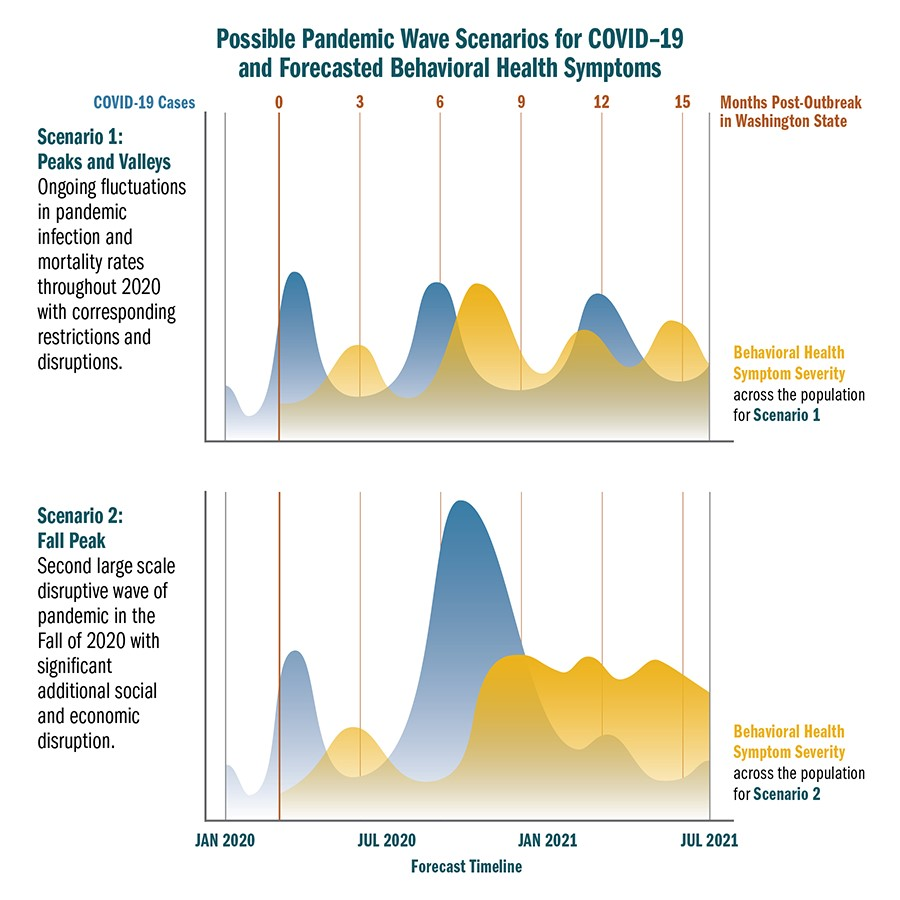 Possible Pandemic Wave Scenarios for COVID–19
and Forecasted Behavioral Health Symptoms
COVID-19 Cases
0 3 6 9 12 15
Months Post-Outbreak
in Washington State
Scenario 1:
Peaks and Valleys
Ongoing fluctuations
in pandemic
infection and
mortality rates
throughout 2020
with corresponding
restrictions and
disruptions.
Behavioral Health
Symptom Severity
across the population
for Scenario 1
Scenario 2:
Fall Peak
Second large scale
disruptive wave of
pandemic in the
Fall of 2020 with
significant
additional social
and economic
disruption.
Behavioral Health
Symptom Severity
across the population
for Scenario 2
JAN 2020 JUL 2020 JAN 2021 JUL 2021
Forecast Timeline